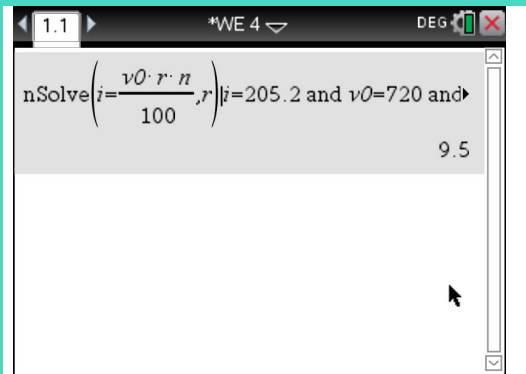 1.1 *WE 4 DEG
nSolve(i=v0·r·n/100,r)|i=205.2 and v0=720 and▸
9.5